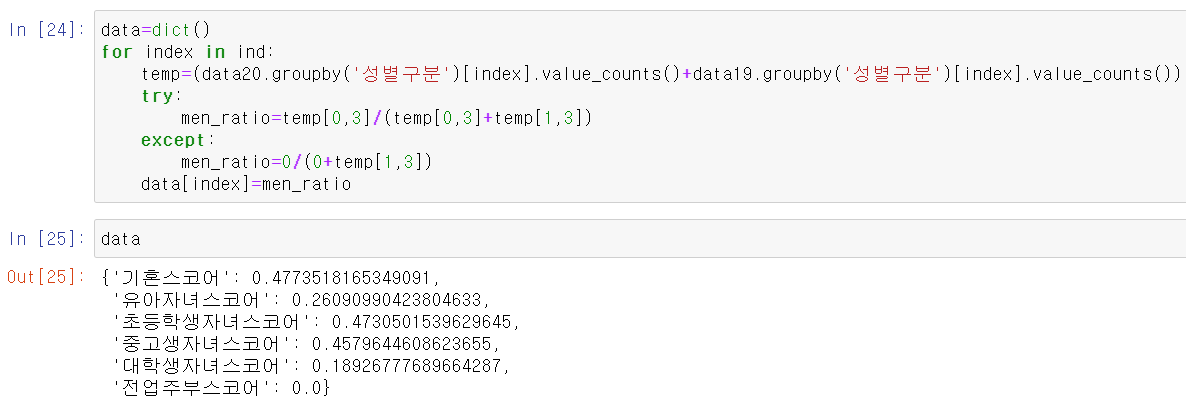 In [24]: data=dict()
for index in ind:
    temp=(data20.groupby('성별구분')[index].value_counts()+data19.groupby('성별구분')[index].value_counts())
    try:
        men_ratio=temp[0,3]/(temp[0,3]+temp[1,3])
    except:
        men_ratio=0/(0+temp[1,3])
    data[index]=men_ratio
In [25]: data
Out[25]: {'기혼스코어': 0.4773518165349091,
 '유아자녀스코어': 0.26090990423804633,
 '초등학생자녀스코어': 0.4730501539629645,
 '중고생자녀스코어': 0.4579644608623655,
 '대학생자녀스코어': 0.18926777689664287,
 '전업주부스코어': 0.0}